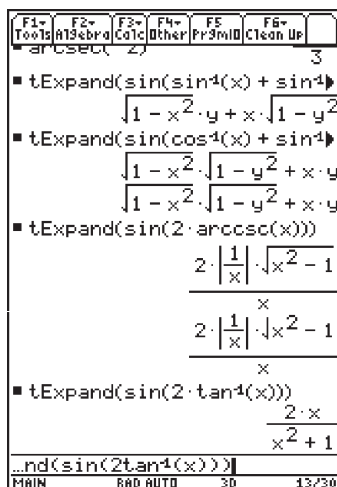 F1▾ F2▾ F3▾ F4▾ F5 F6▾
Tools Algebra Calc Other PrgmIO Clean Up
▪ arcsec( 2)
3
▪ tExpand(sin(sin⁻¹(x) + sin⁻¹▶
√(1 − x²)·y + x·√(1 − y²
▪ tExpand(sin(cos⁻¹(x) + sin⁻¹▶
√(1 − x²)·√(1 − y²) + x·y
√(1 − x²)·√(1 − y²) + x·y
▪ tExpand(sin(2·arccsc(x)))
2·|1/x|·√(x² − 1)
x
2·|1/x|·√(x² − 1)
x
▪ tExpand(sin(2·tan⁻¹(x)))
2·x
x² + 1
…nd(sin(2tan⁻¹(x)))
MAIN RAD AUTO 3D 13/30